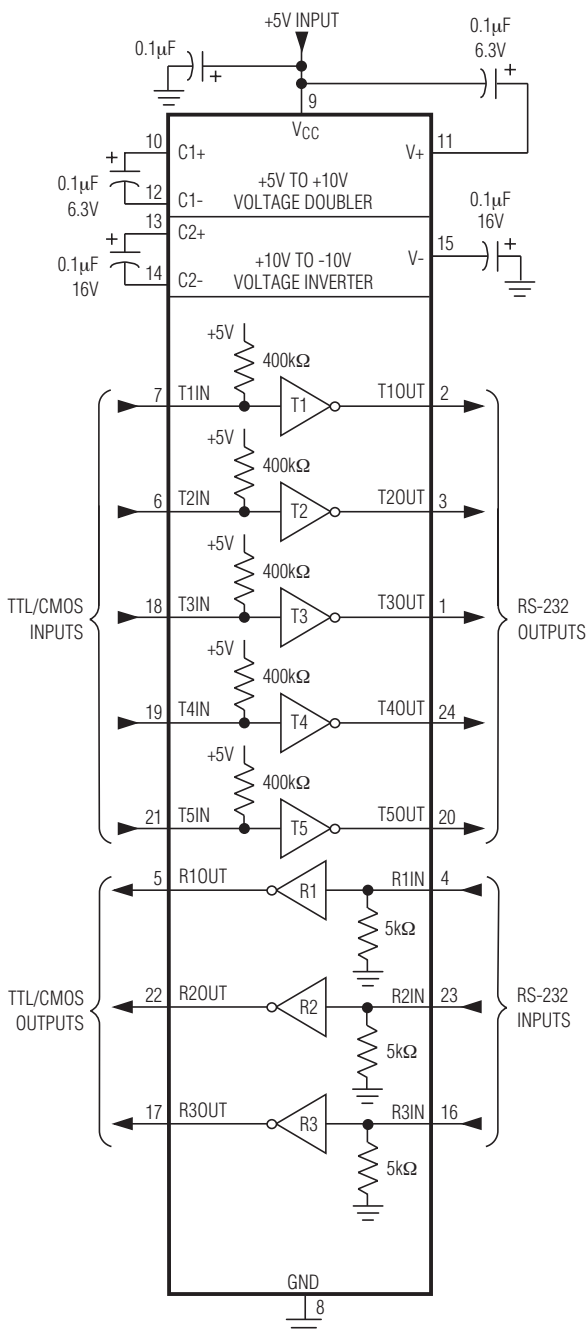 +5V INPUT
0.1µF
0.1µF
6.3V
9
VCC
10
C1+
V+
11
0.1µF
6.3V
12
C1-
+5V TO +10V
VOLTAGE DOUBLER
13
C2+
0.1µF
16V
14
C2-
+10V TO -10V
VOLTAGE INVERTER
V-
15
0.1µF
16V
+5V
400kΩ
7
T1IN
T1
T1OUT
2
+5V
400kΩ
6
T2IN
T2
T2OUT
3
+5V
400kΩ
TTL/CMOS
INPUTS
18
T3IN
T3
T3OUT
1
RS-232
OUTPUTS
+5V
400kΩ
19
T4IN
T4
T4OUT
24
+5V
400kΩ
21
T5IN
T5
T5OUT
20
5
R1OUT
R1
R1IN
4
5kΩ
TTL/CMOS
OUTPUTS
22
R2OUT
R2
R2IN
23
RS-232
INPUTS
5kΩ
17
R3OUT
R3
R3IN
16
5kΩ
GND
8